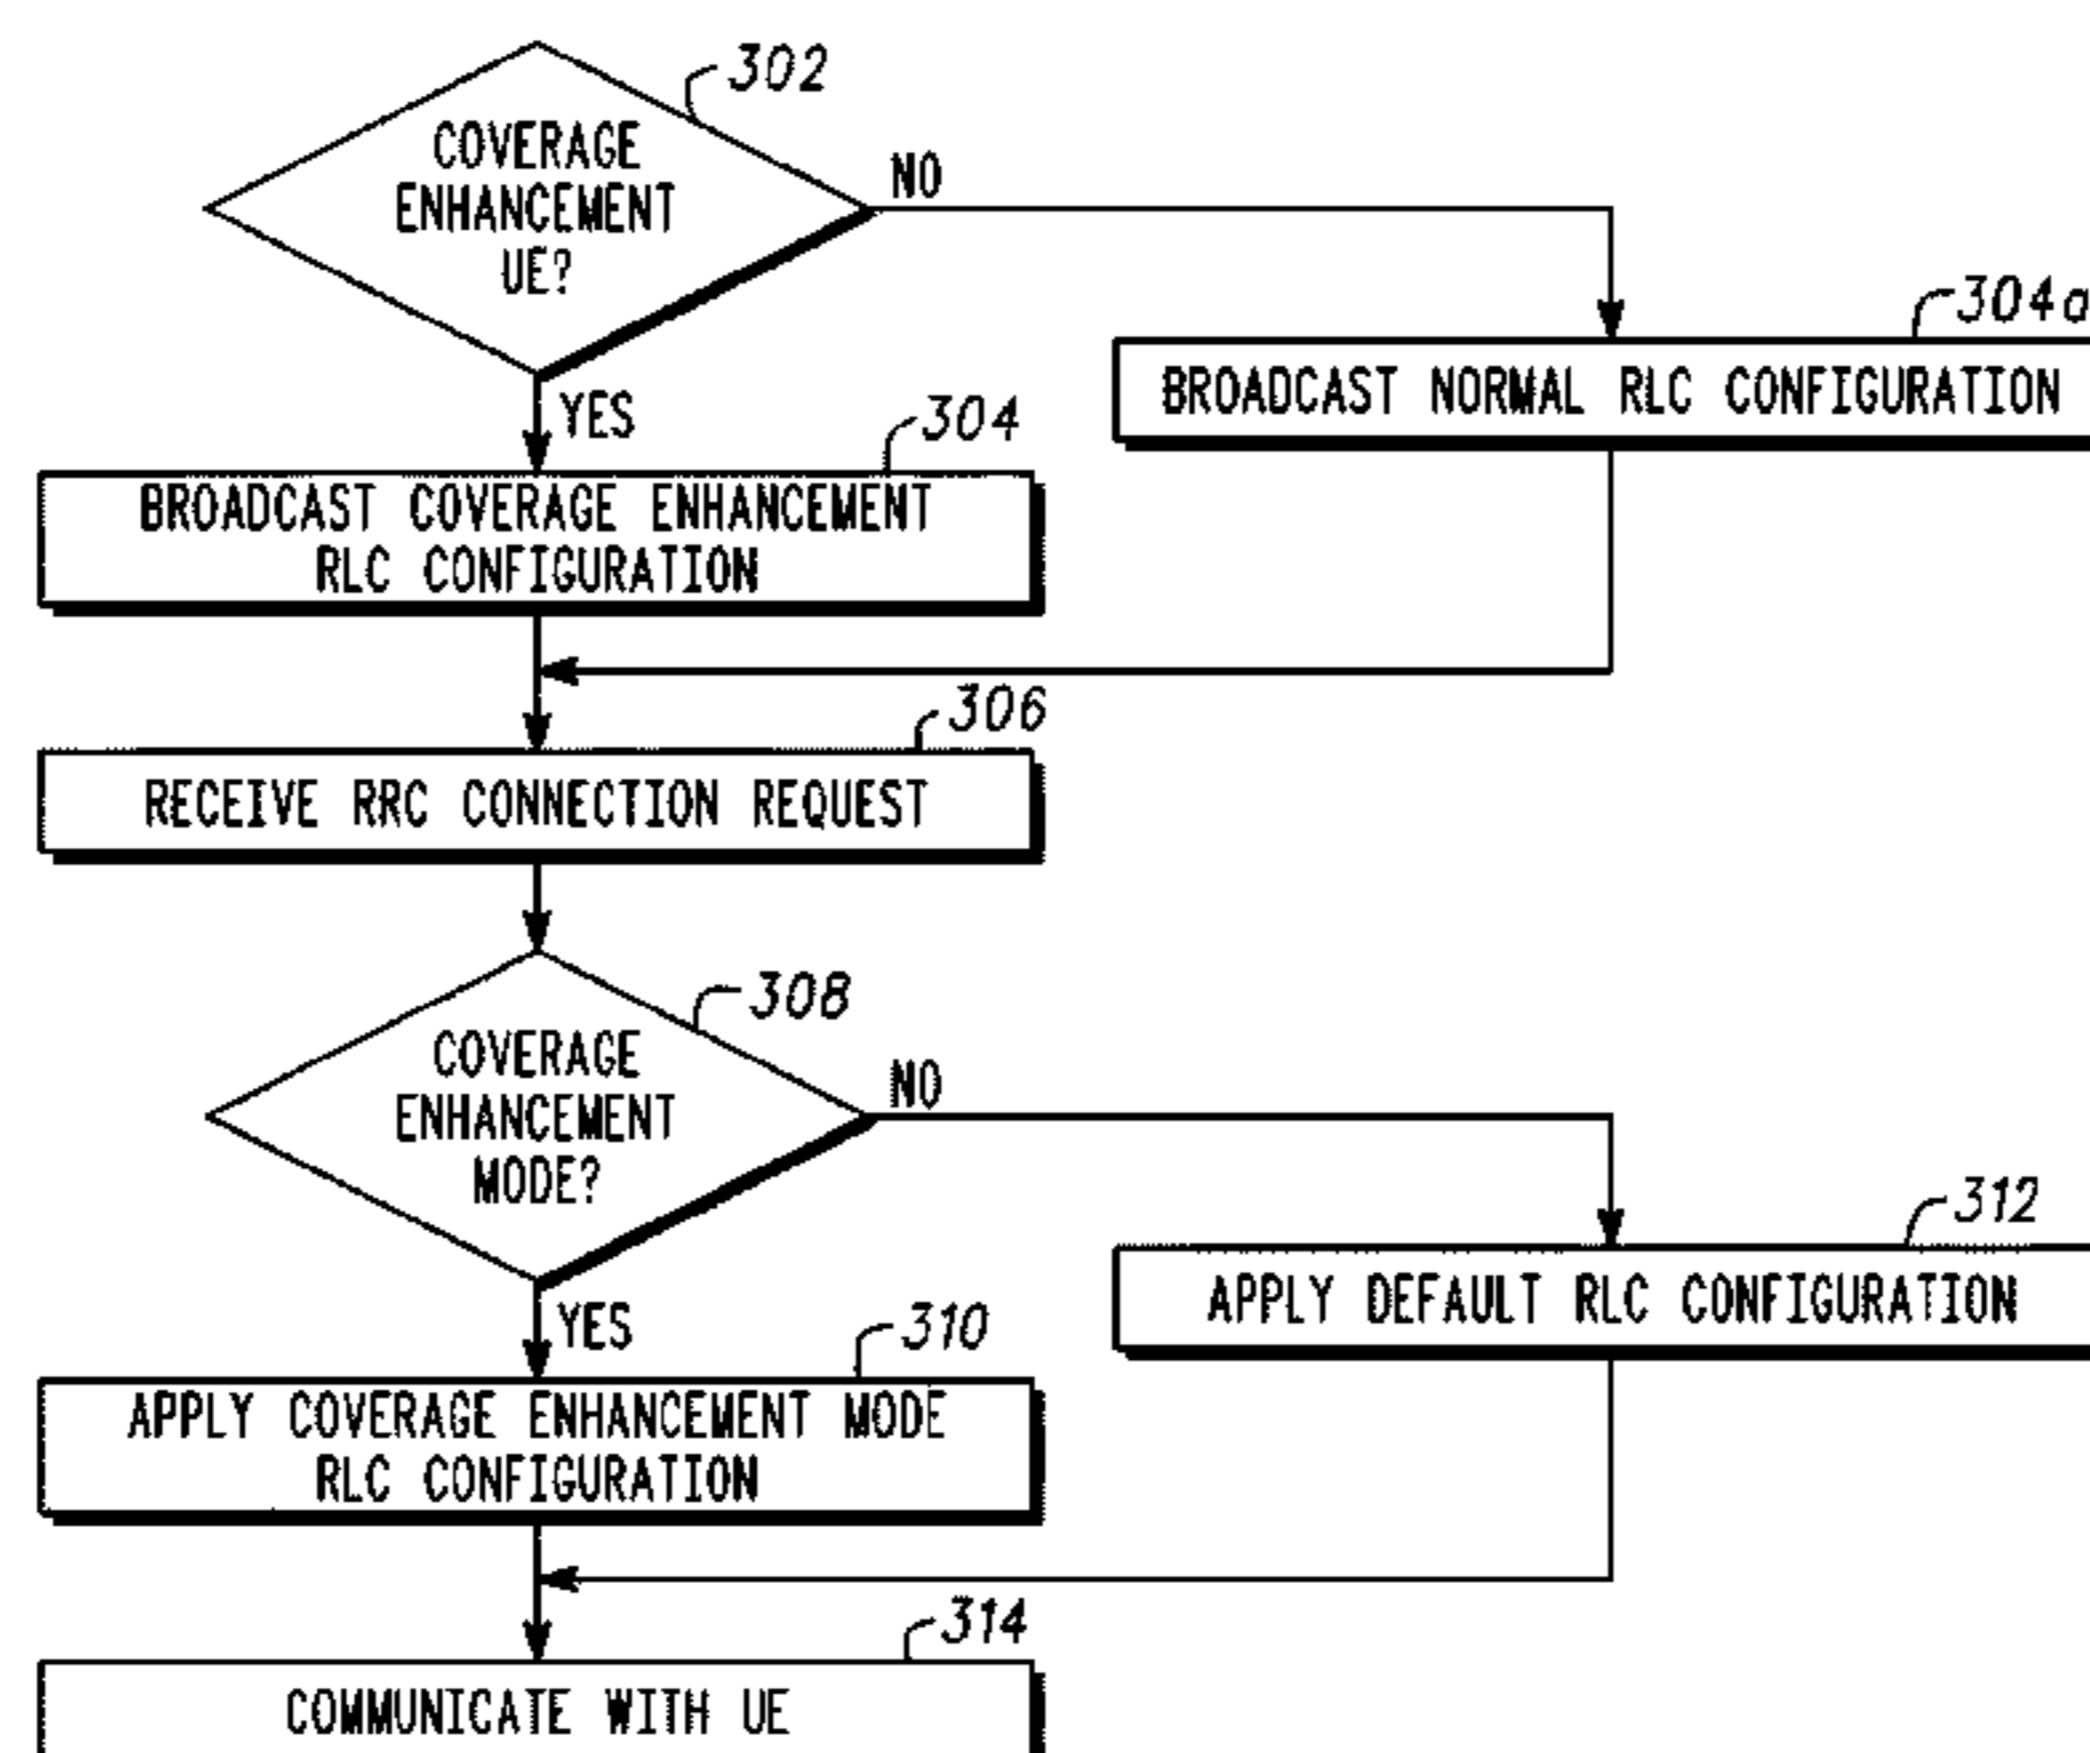 302
COVERAGE
ENHANCEMENT
UE?
NO
YES
304a
BROADCAST NORMAL RLC CONFIGURATION
304
BROADCAST COVERAGE ENHANCEMENT
RLC CONFIGURATION
306
RECEIVE RRC CONNECTION REQUEST
308
COVERAGE
ENHANCEMENT
MODE?
NO
YES
312
APPLY DEFAULT RLC CONFIGURATION
310
APPLY COVERAGE ENHANCEMENT MODE
RLC CONFIGURATION
314
COMMUNICATE WITH UE